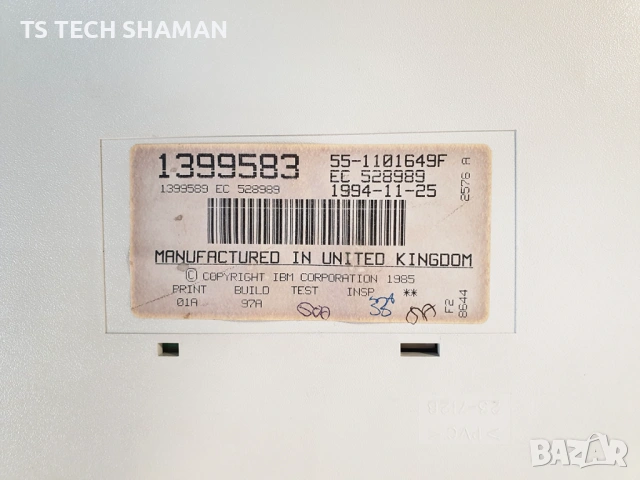 TS TECH SHAMAN
1399583 55-1101649F
EC 528989
1399589 EC 528989 1994-11-25
2576 A
MANUFACTURED IN UNITED KINGDOM
© COPYRIGHT IBM CORPORATION 1985
PRINT BUILD TEST INSP **
01A 97A
F2
8644
BAZAR